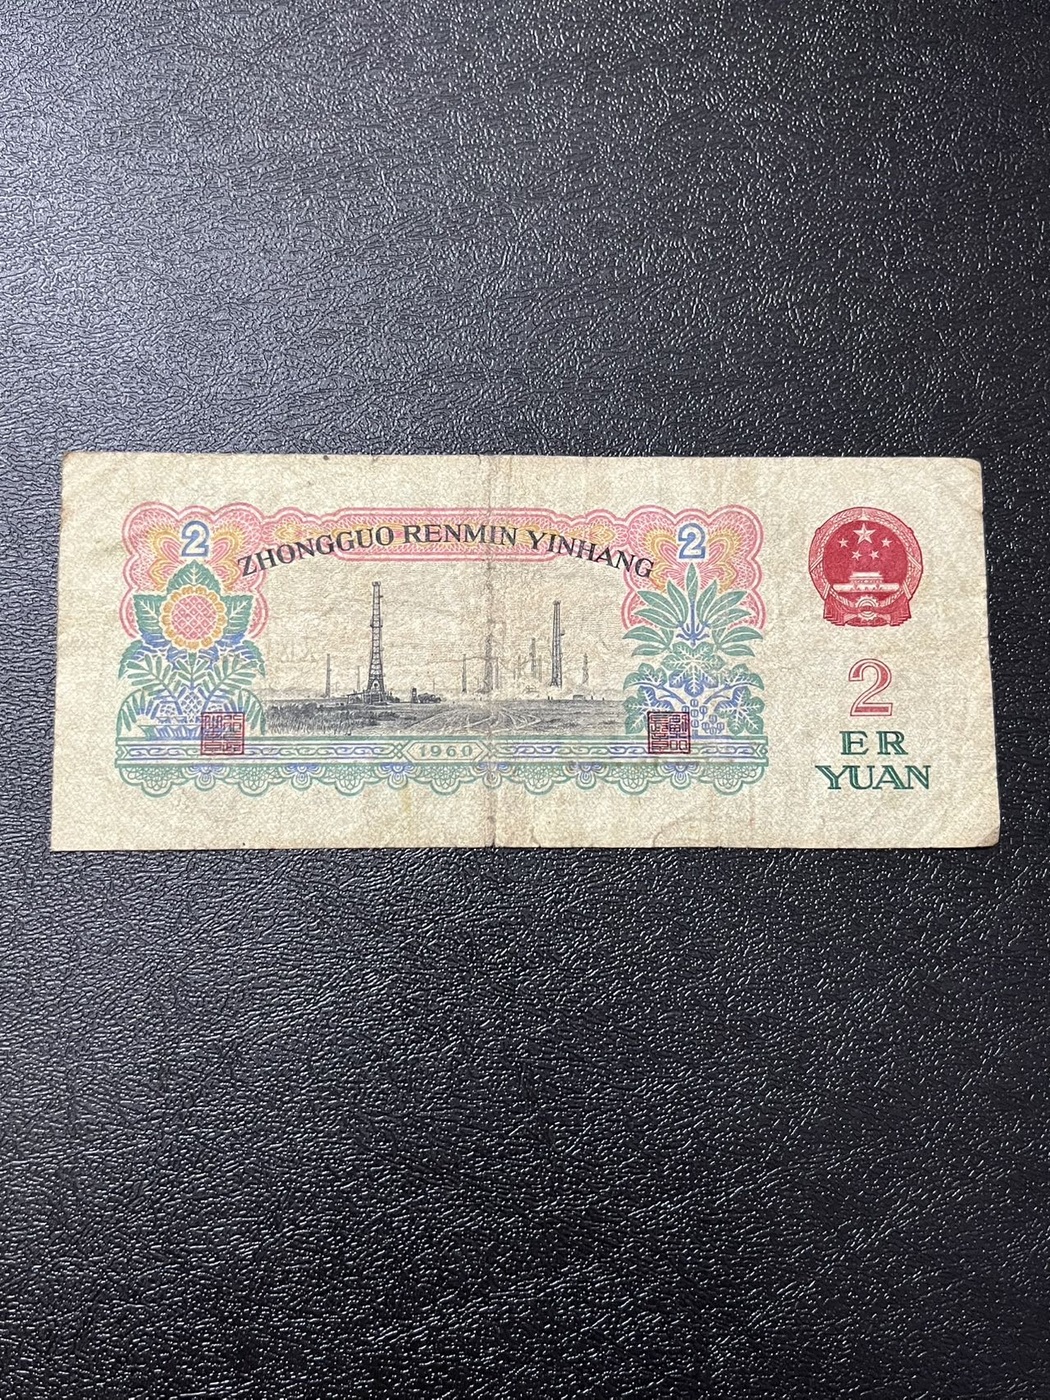 2
ZHONGGUO RENMIN YINHANG
2
2
ER
YUAN
1960